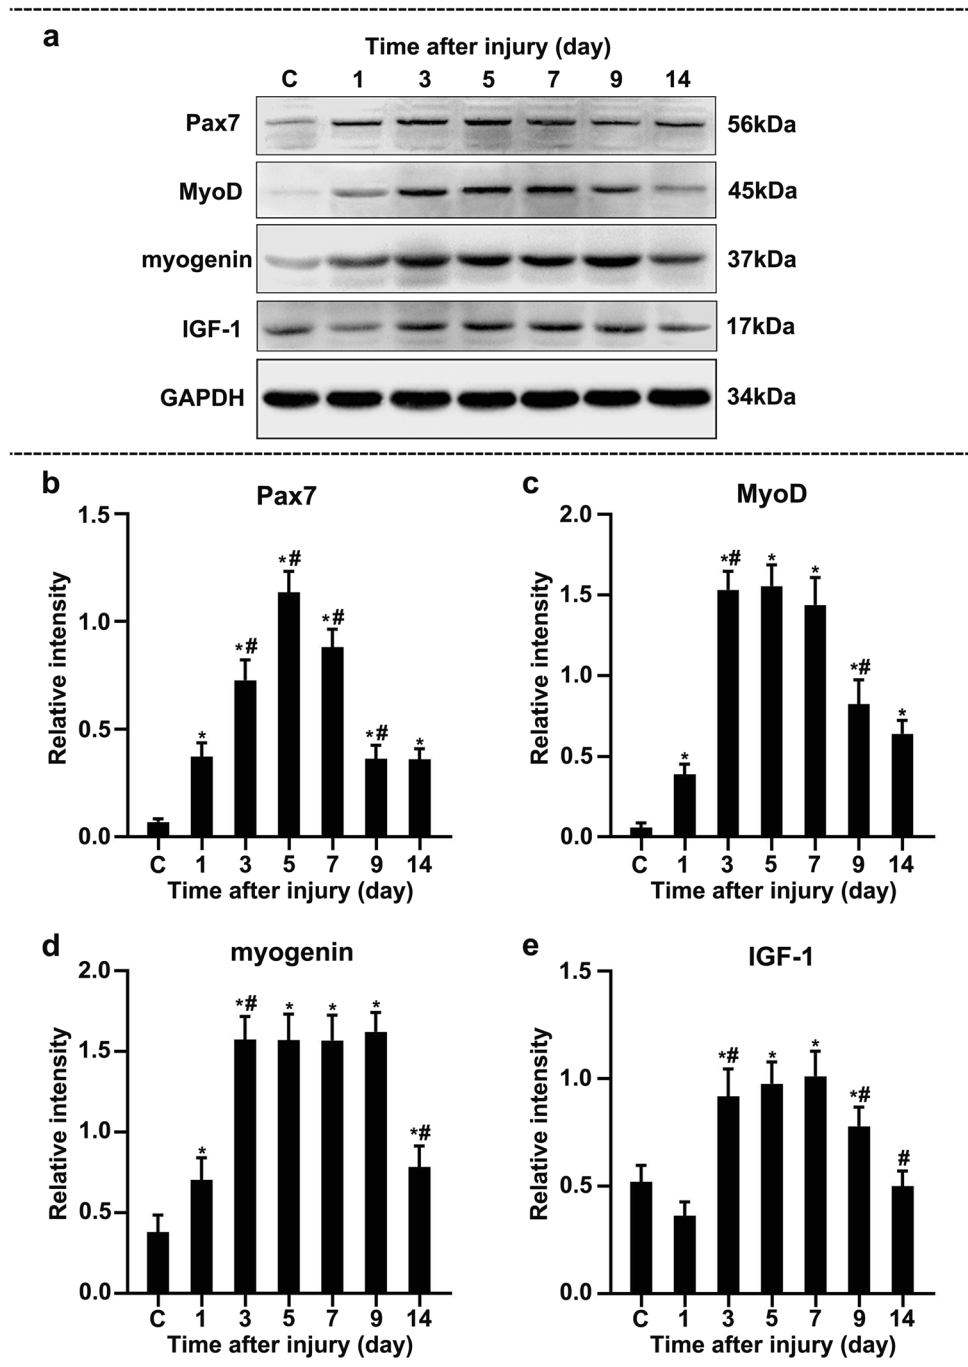 a
Time after injury (day)
C 1 3 5 7 9 14
Pax7 56kDa
MyoD 45kDa
myogenin 37kDa
IGF-1 17kDa
GAPDH 34kDa
b
Pax7
Relative intensity
1.5
1.0
0.5
0.0
* *# *# *# *# *
C 1 3 5 7 9 14
Time after injury (day)
c
MyoD
Relative intensity
2.0
1.5
1.0
0.5
0.0
* *# * * *# *
C 1 3 5 7 9 14
Time after injury (day)
d
myogenin
Relative intensity
2.0
1.5
1.0
0.5
0.0
* *# * * * *#
C 1 3 5 7 9 14
Time after injury (day)
e
IGF-1
Relative intensity
1.5
1.0
0.5
0.0
*# * * *# #
C 1 3 5 7 9 14
Time after injury (day)